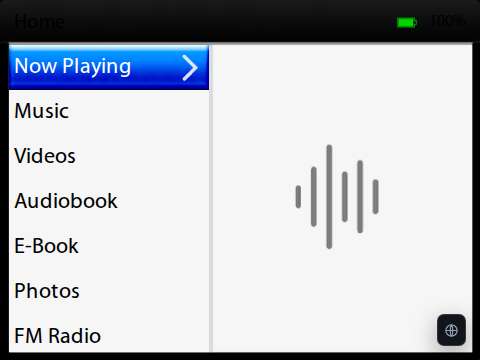 Home
100%
Now Playing
Music
Videos
Audiobook
E-Book
Photos
FM Radio